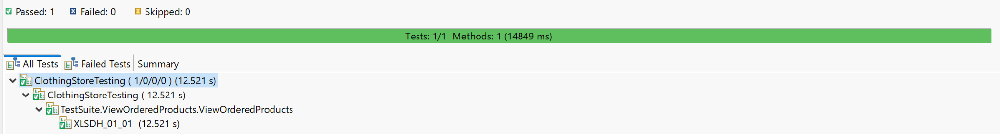 Passed: 1 Failed: 0 Skipped: 0
Tests: 1/1 Methods: 1 (14849 ms)
All Tests Failed Tests Summary
ClothingStoreTesting ( 1/0/0/0 ) (12.521 s)
ClothingStoreTesting ( 12.521 s)
TestSuite.ViewOrderedProducts.ViewOrderedProducts
XLSDH_01_01 (12.521 s)